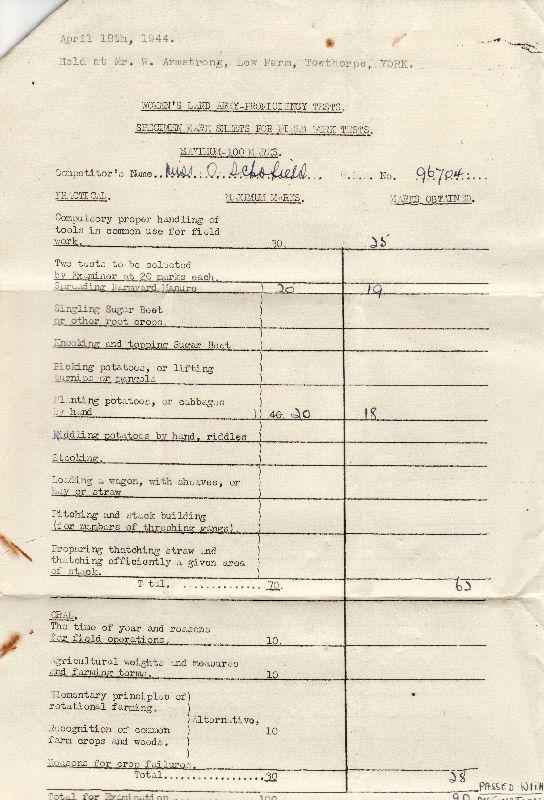 April 18th, 1944.
Held at Mr. W. Armstrong, Low Farm, Towthorpe, YORK.
WOMEN'S LAND ARMY-PROFICIENCY TESTS.
SPECIMEN MARK SHEETS FOR FIELD WORK TESTS.
MAXIMUM-100 MARKS.
Competitor's Name..Miss. O. Schofield... No. 96704....
PRACTICAL. MAXIMUM MARKS. MARKS OBTAINED.
Compulsory proper handling of
tools in common use for field
work. 30. 25
Two tests to be selected
by Examiner at 20 marks each.
Spreading Farmyard Manure ) 20 19
Singling Sugar Beet
or other root crops.
Knocking and topping Sugar Beet
Picking potatoes, or lifting
turnips or mangols
Planting potatoes, or cabbages
by hand ) 40 20 18
Riddling potatoes by hand, riddles
Stooking.
Loading a wagon, with sheaves, or
hay or straw
Pitching and stack building
(for members of threshing gangs)
Preparing thatching straw and
thatching efficiently a given area
of stack.
Total. .............. 70.
ORAL.
The time of year and reasons
for field operations. 10.
Agricultural weights and measures
and farming terms. 10
Elementary principles of)
rotational farming. )
)Alternative,
Recognition of common ) 10
farm crops and weeds. )
Reasons for crop failures.
Total.................30 28
PASSED WITH
Total for Examination 100 90